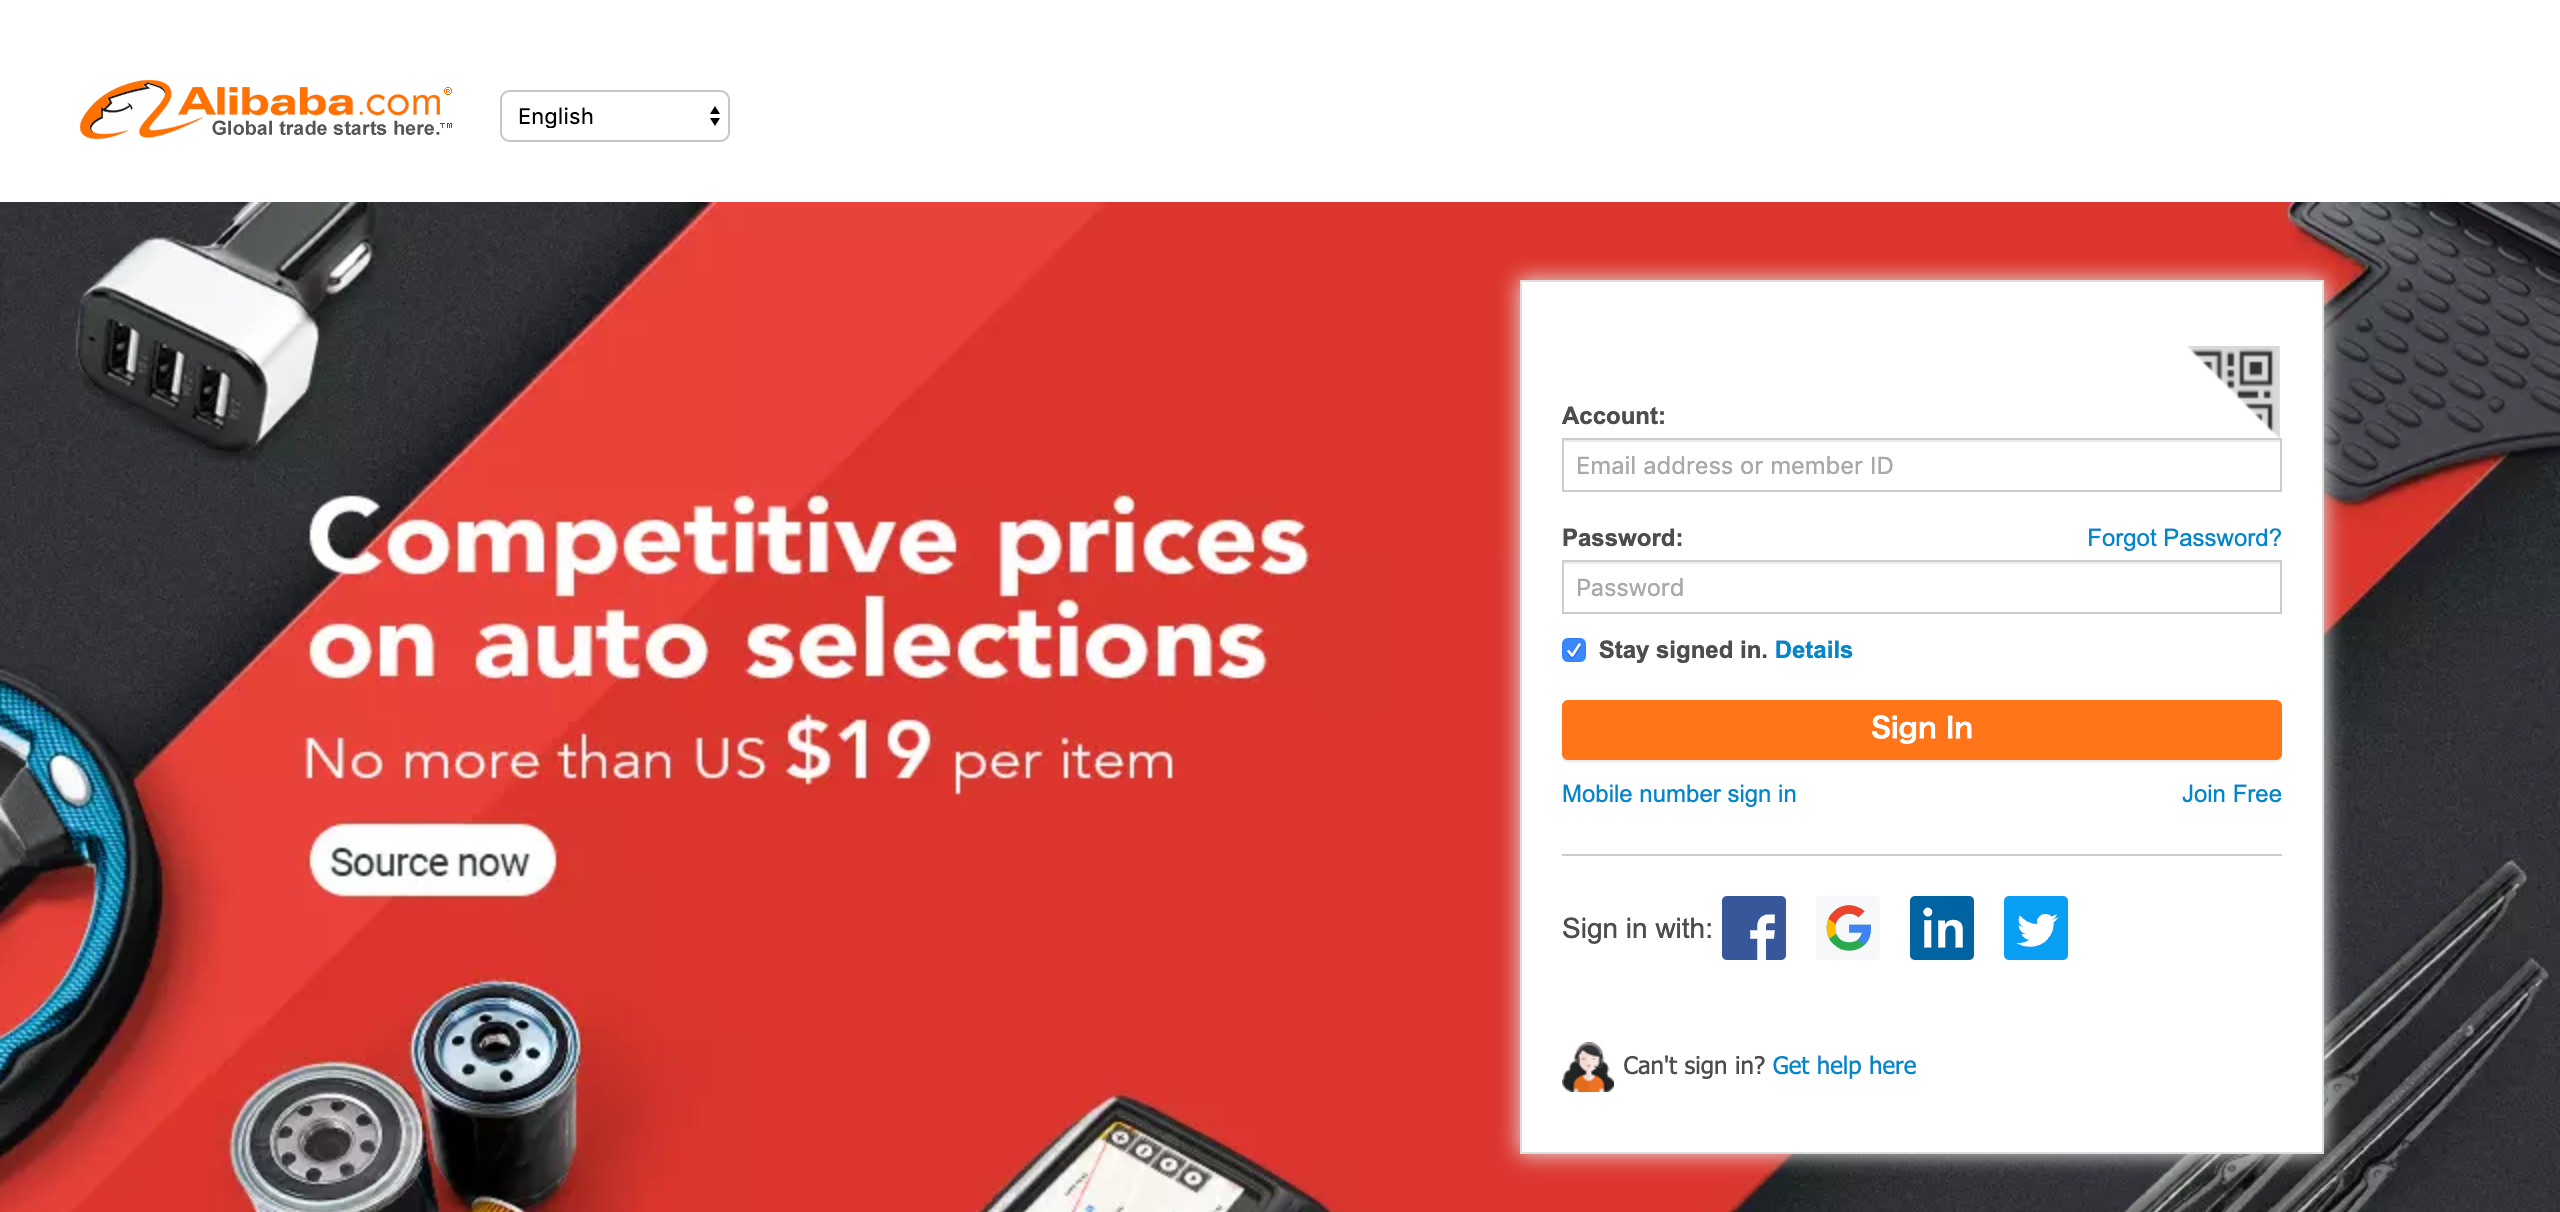 Alibaba.com®
Global trade starts here.™
English
Competitive prices
on auto selections
No more than US $19 per item
Source now
Account:
Email address or member ID
Password:
Forgot Password?
Password
Stay signed in. Details
Sign In
Mobile number sign in
Join Free
Sign in with:
f
G
in
Can't sign in? Get help here